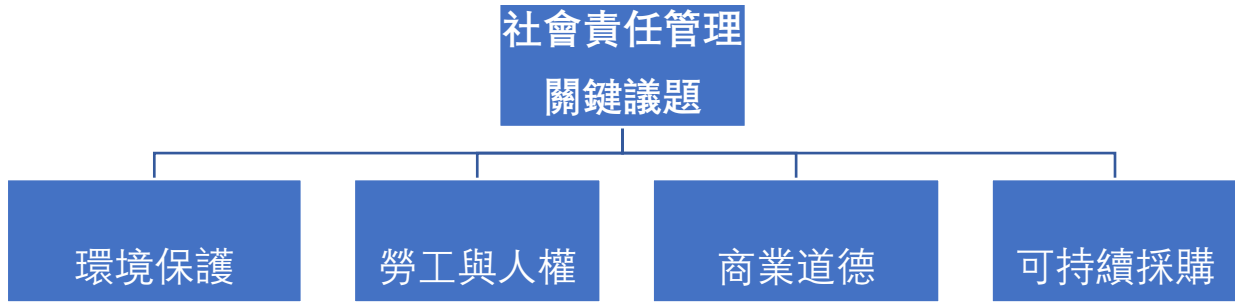 社會責任管理
關鍵議題
環境保護
勞工與人權
商業道德
可持續採購